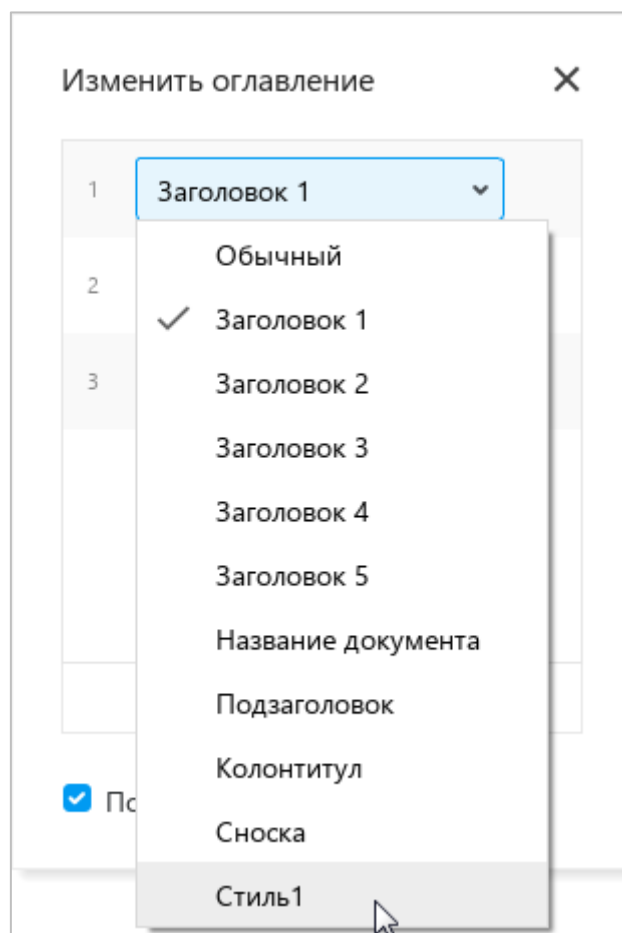 Изменить оглавление
1 Заголовок 1
Обычный
2
Заголовок 1
3
Заголовок 2
Заголовок 3
Заголовок 4
Заголовок 5
Название документа
Подзаголовок
Колонтитул
Сноска
Стиль1